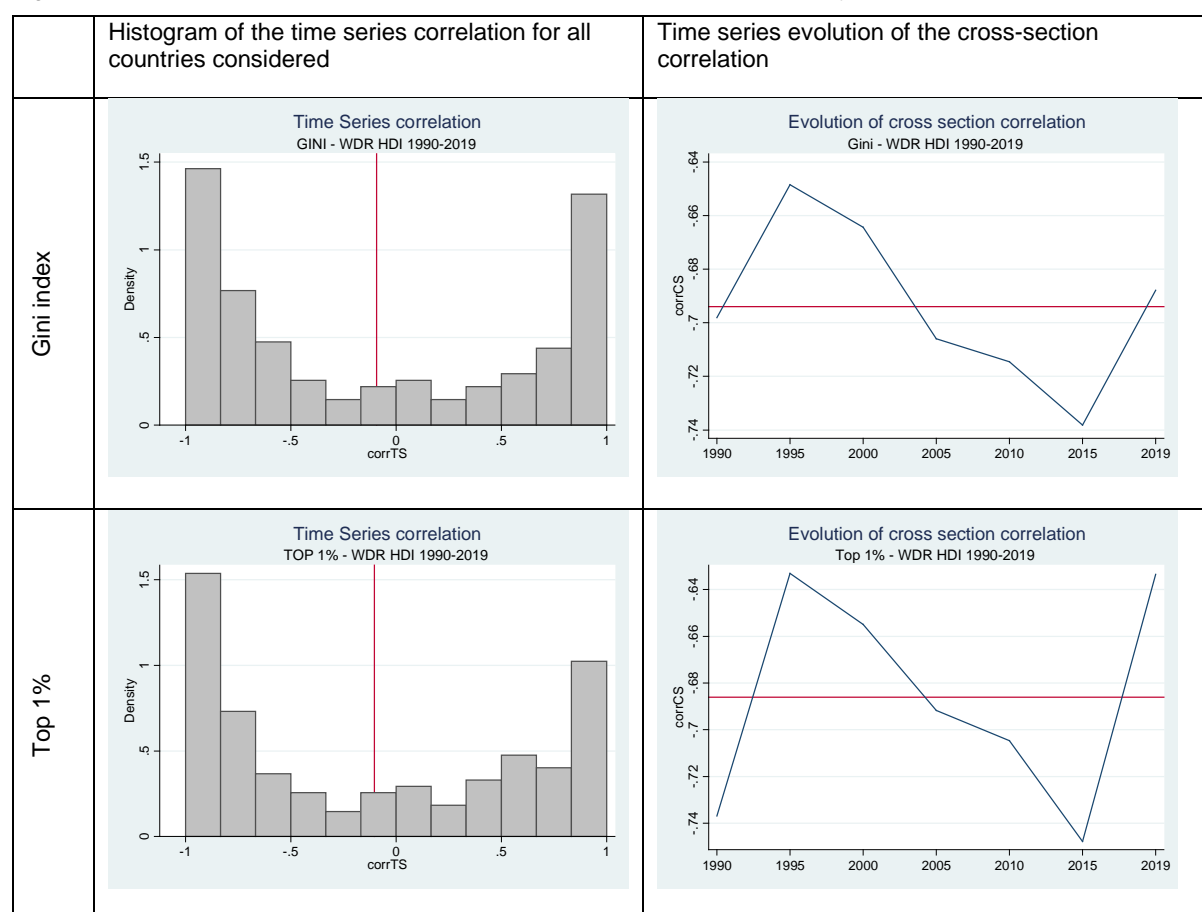 Histogram of the time series correlation for all
countries considered
Time series evolution of the cross-section
correlation
Gini index
Time Series correlation
GINI - WDR HDI 1990-2019
Density
1.5
1
.5
0
-1
-.5
0
.5
1
corrTS
Evolution of cross section correlation
Gini - WDR HDI 1990-2019
corrCS
-.64
-.66
-.68
-.7
-.72
-.74
1990
1995
2000
2005
2010
2015
2019
Top 1%
Time Series correlation
TOP 1% - WDR HDI 1990-2019
Density
1.5
1
.5
0
-1
-.5
0
.5
1
corrTS
Evolution of cross section correlation
Top 1% - WDR HDI 1990-2019
corrCS
-.64
-.66
-.68
-.7
-.72
-.74
1990
1995
2000
2005
2010
2015
2019